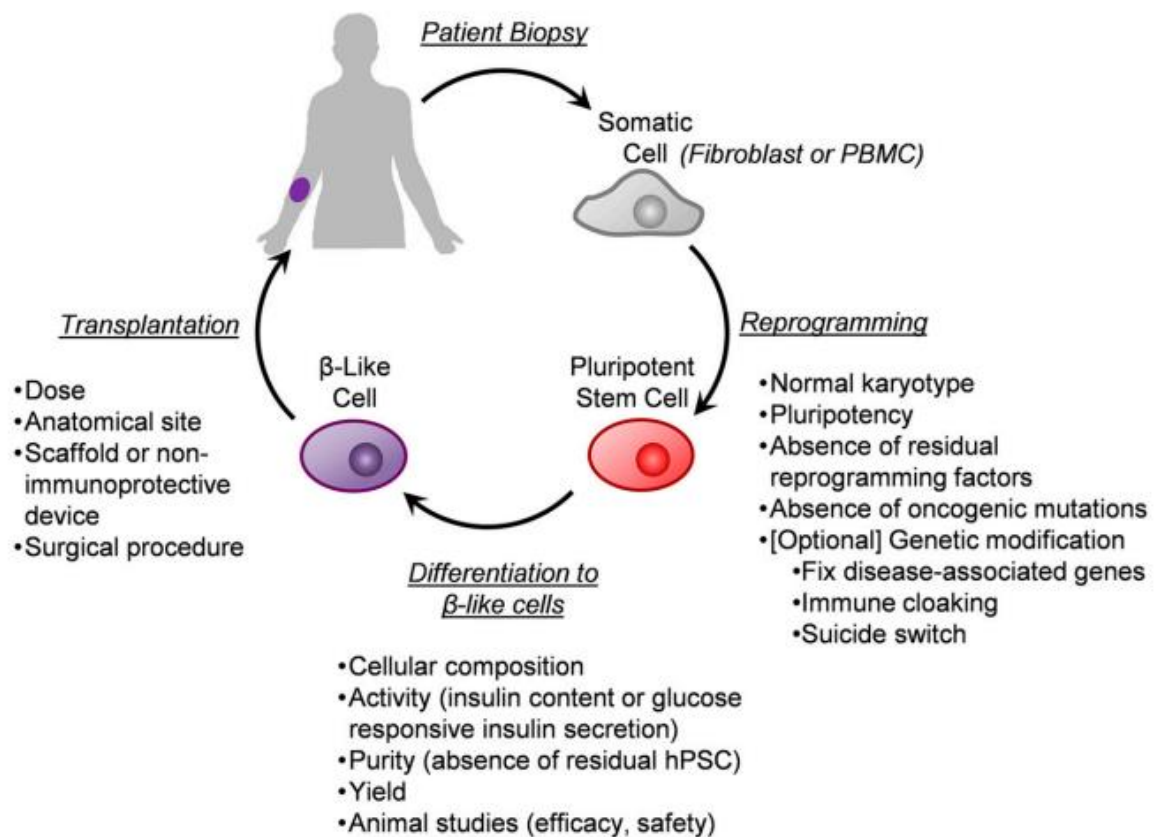 Patient Biopsy
Somatic
Cell (Fibroblast or PBMC)
Reprogramming
•Normal karyotype
•Pluripotency
•Absence of residual
reprogramming factors
•Absence of oncogenic mutations
•[Optional] Genetic modification
•Fix disease-associated genes
•Immune cloaking
•Suicide switch
Pluripotent
Stem Cell
Differentiation to
β-like cells
•Cellular composition
•Activity (insulin content or glucose
responsive insulin secretion)
•Purity (absence of residual hPSC)
•Yield
•Animal studies (efficacy, safety)
β-Like
Cell
Transplantation
•Dose
•Anatomical site
•Scaffold or non-
immunoprotective
device
•Surgical procedure